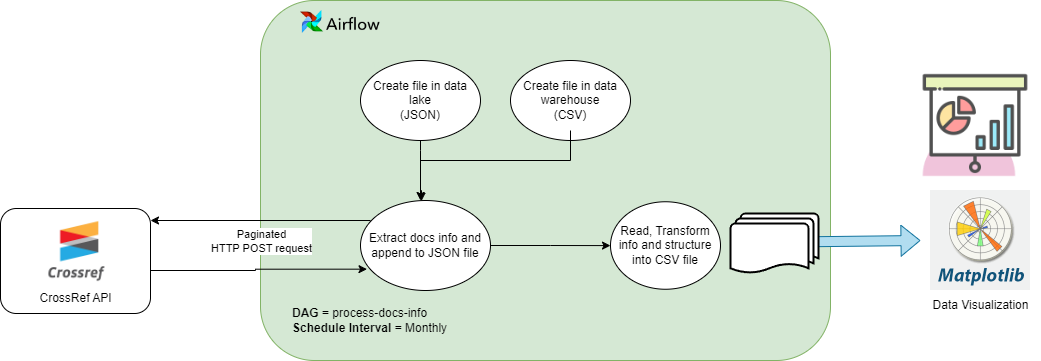 Airflow
Create file in data
lake
(JSON)
Create file in data
warehouse
(CSV)
Paginated
HTTP POST request
Extract docs info and
append to JSON file
Read, Transform
info and structure
into CSV file
Crossref
CrossRef API
DAG = process-docs-info
Schedule Interval = Monthly
Matplotlib
Data Visualization